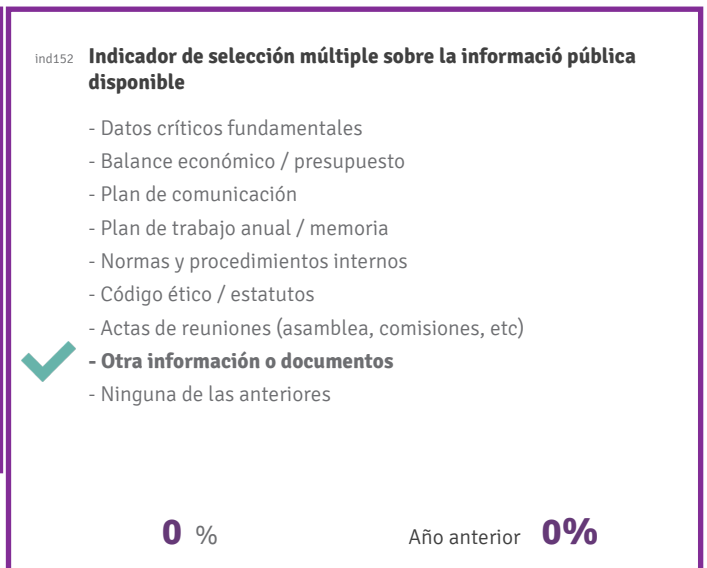 ind152 Indicador de selección múltiple sobre la informació pública
disponible
- Datos críticos fundamentales
- Balance económico / presupuesto
- Plan de comunicación
- Plan de trabajo anual / memoria
- Normas y procedimientos internos
- Código ético / estatutos
- Actas de reuniones (asamblea, comisiones, etc)
- Otra información o documentos
- Ninguna de las anteriores
0 % Año anterior 0%